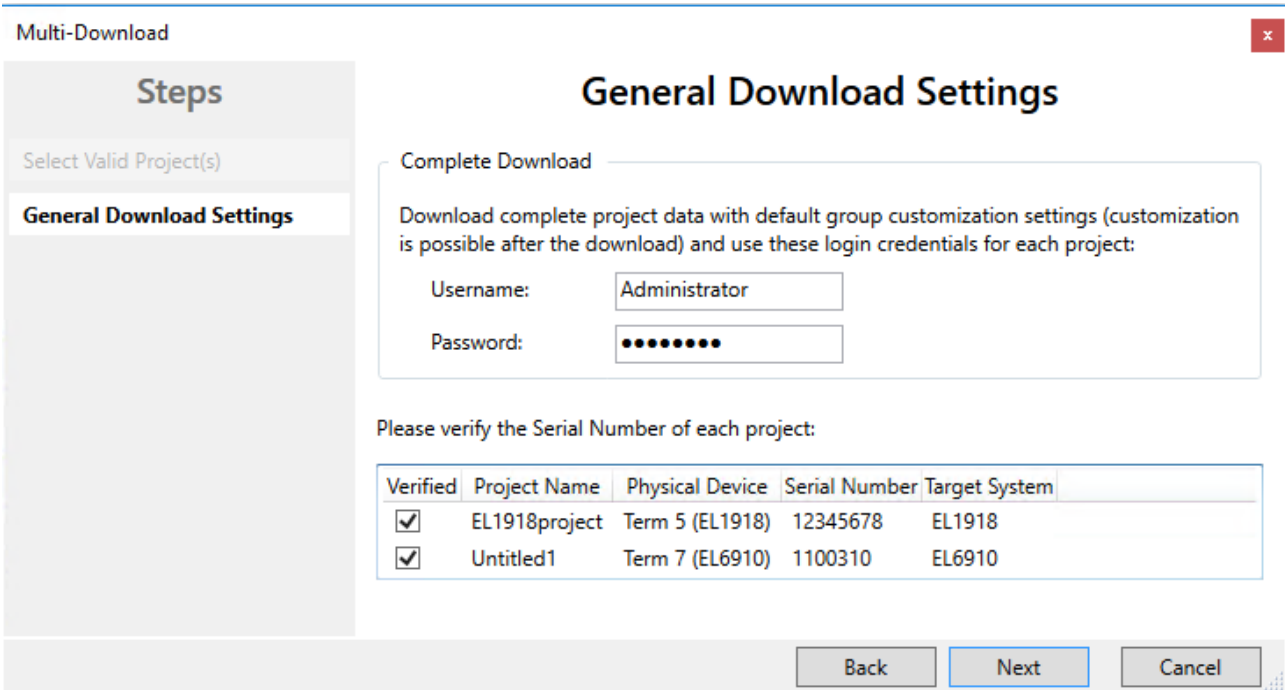 Multi-Download
x
Steps
Select Valid Project(s)
General Download Settings
General Download Settings
Complete Download
Download complete project data with default group customization settings (customization
is possible after the download) and use these login credentials for each project:
Username: Administrator
Password: ●●●●●●●●
Please verify the Serial Number of each project:
Verified Project Name Physical Device Serial Number Target System
EL1918project Term 5 (EL1918) 12345678 EL1918
Untitled1 Term 7 (EL6910) 1100310 EL6910
Back Next Cancel